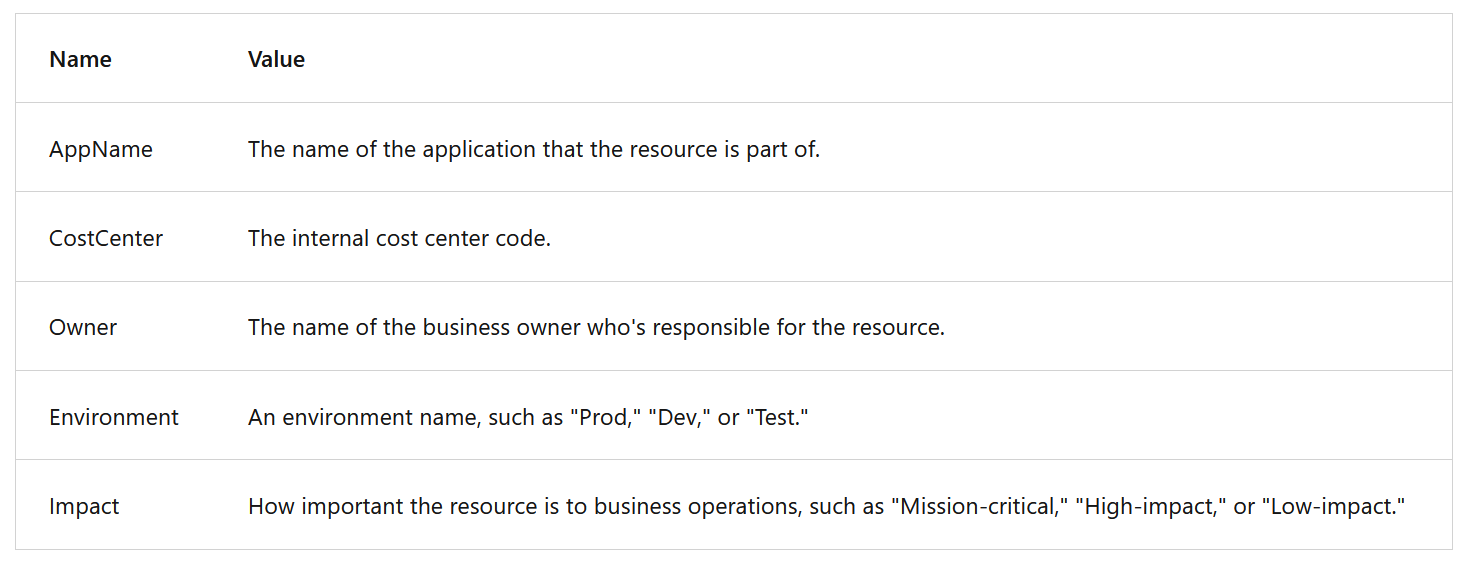 Name Value
AppName The name of the application that the resource is part of.
CostCenter The internal cost center code.
Owner The name of the business owner who's responsible for the resource.
Environment An environment name, such as "Prod," "Dev," or "Test."
Impact How important the resource is to business operations, such as "Mission-critical," "High-impact," or "Low-impact."